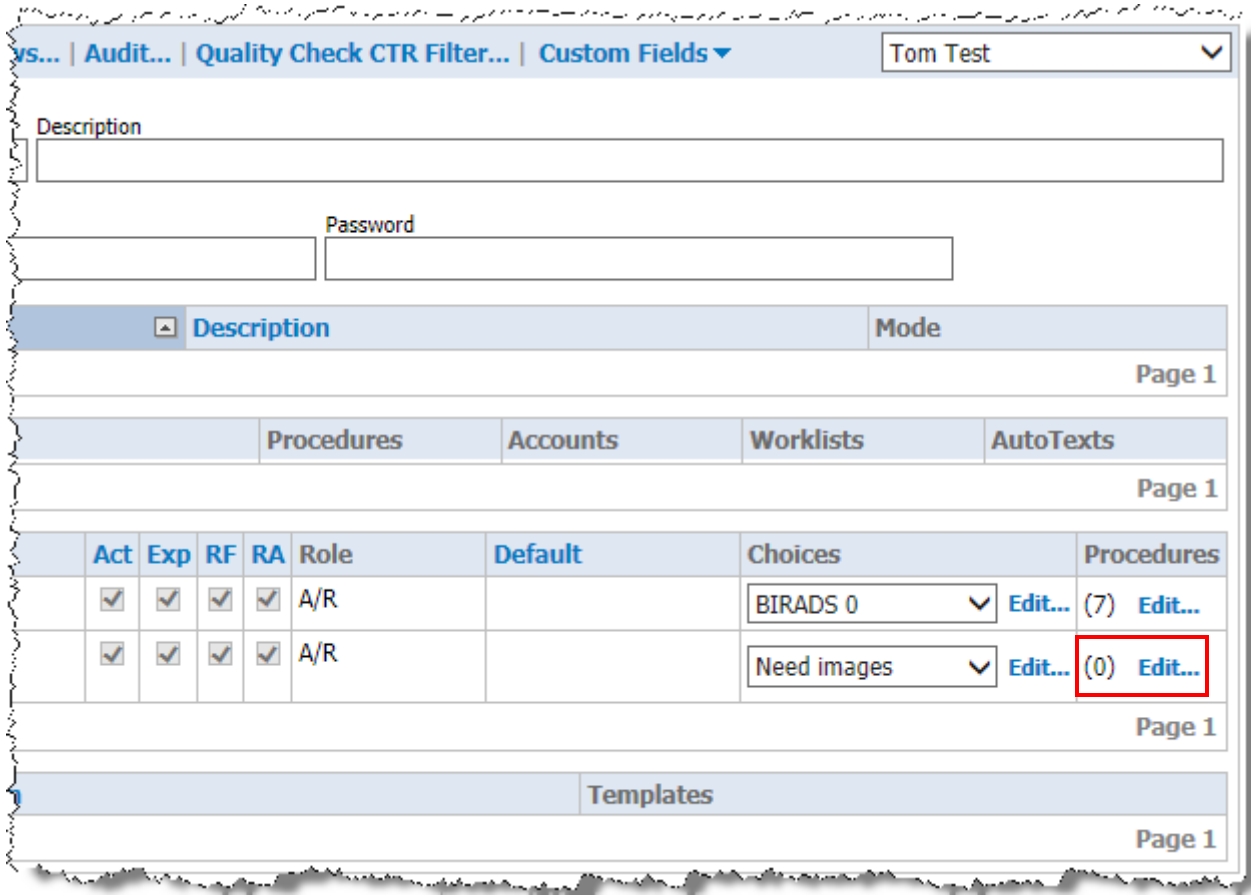 ws... | Audit... | Quality Check CTR Filter... | Custom Fields Tom Test
Description
Password
Description Mode
Page 1
Procedures Accounts Worklists AutoTexts
Page 1
Act Exp RF RA Role Default Choices Procedures
A/R BIRADS 0 Edit... (7) Edit...
A/R Need images Edit... (0) Edit...
Page 1
Templates
Page 1